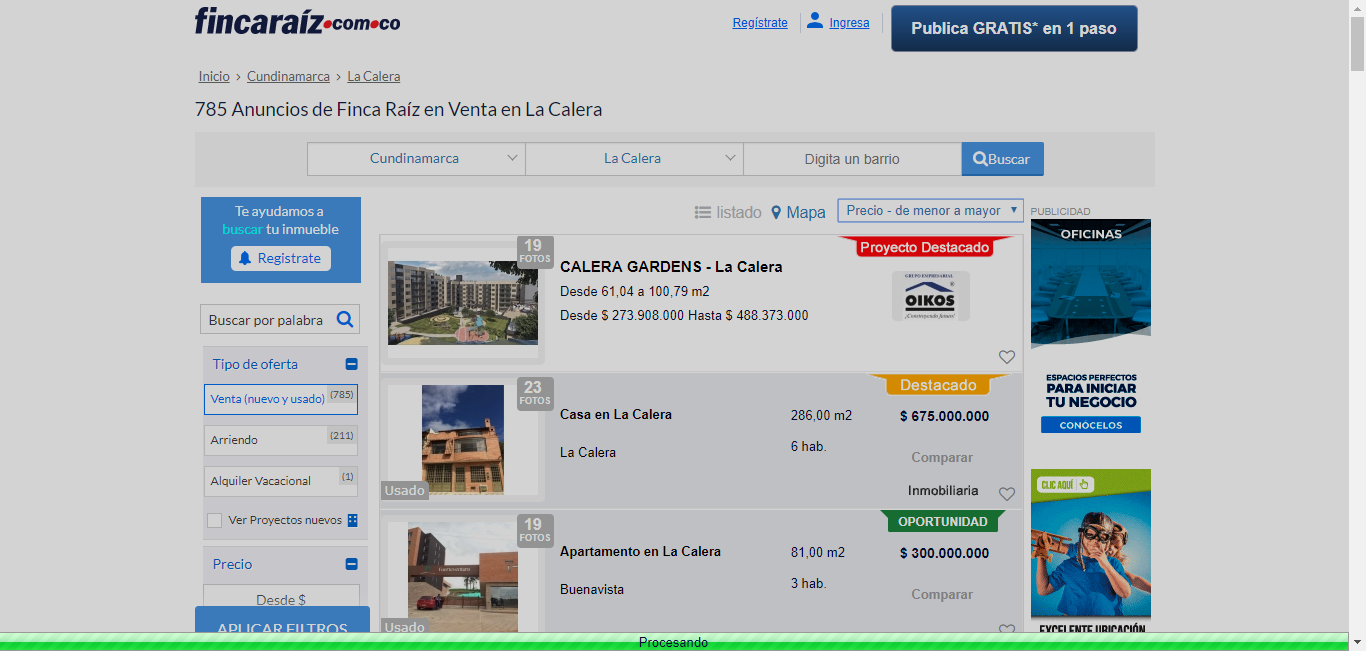 fincaraíz.com.co
Regístrate
Ingresa
Publica GRATIS* en 1 paso
Inicio › Cundinamarca › La Calera
785 Anuncios de Finca Raíz en Venta en La Calera
Cundinamarca
La Calera
Digita un barrio
Buscar
Te ayudamos a
buscar tu inmueble
Registrate
Buscar por palabra
Tipo de oferta
Venta (nuevo y usado) (785)
Arriendo (211)
Alquiler Vacacional (1)
Ver Proyectos nuevos
Precio
Desde $
APLICAR FILTROS
listado
Mapa
Precio - de menor a mayor
19
FOTOS
CALERA GARDENS - La Calera
Desde 61,04 a 100,79 m2
Desde $ 273.908.000 Hasta $ 488.373.000
Proyecto Destacado
GRUPO EMPRESARIAL
OIKOS
¡Construyendo futuro!
23
FOTOS
Usado
Casa en La Calera
La Calera
286,00 m2
6 hab.
Destacado
$ 675.000.000
Comparar
Inmobiliaria
19
FOTOS
Usado
Apartamento en La Calera
Buenavista
81,00 m2
3 hab.
OPORTUNIDAD
$ 300.000.000
Comparar
PUBLICIDAD
OFICINAS
ESPACIOS PERFECTOS
PARA INICIAR
TU NEGOCIO
CONÓCELOS
CLIC AQUÍ
EXCELENTE UBICACIÓN
Procesando